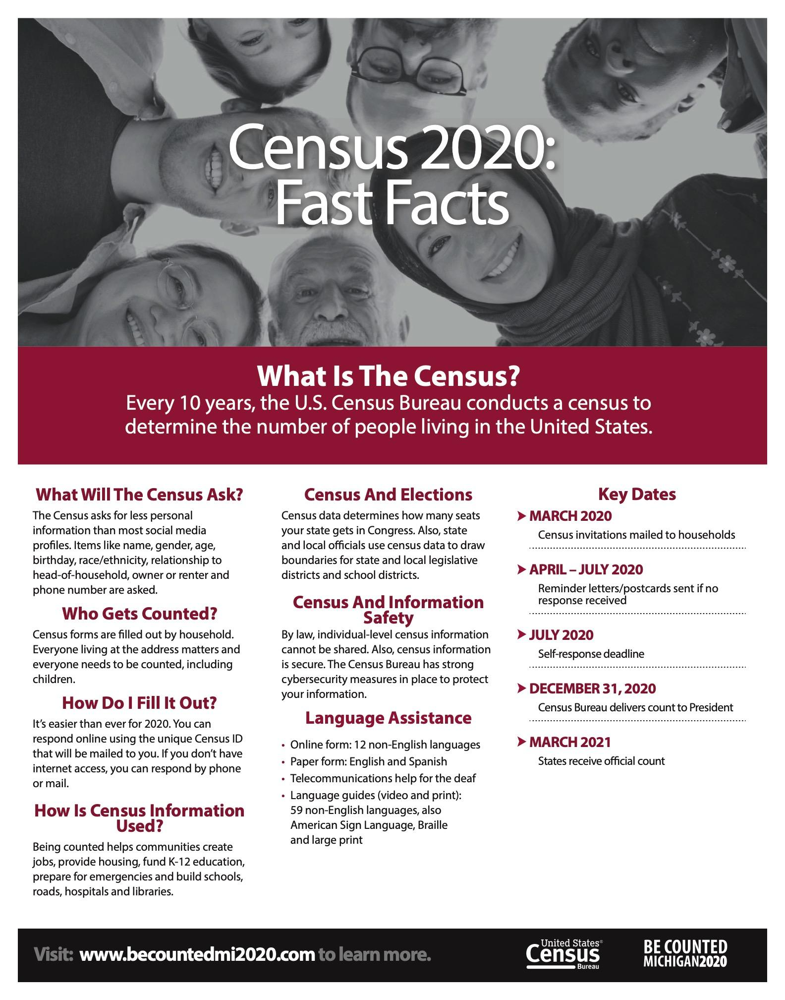 Census 2020:
Fast Facts
What Is The Census?
Every 10 years, the U.S. Census Bureau conducts a census to
determine the number of people living in the United States.
What Will The Census Ask?
The Census asks for less personal
information than most social media
profiles. Items like name, gender, age,
birthday, race/ethnicity, relationship to
head-of-household, owner or renter and
phone number are asked.
Who Gets Counted?
Census forms are filled out by household.
Everyone living at the address matters and
everyone needs to be counted, including
children.
How Do I Fill It Out?
It’s easier than ever for 2020. You can
respond online using the unique Census ID
that will be mailed to you. If you don’t have
internet access, you can respond by phone
or mail.
How Is Census Information
Used?
Being counted helps communities create
jobs, provide housing, fund K-12 education,
prepare for emergencies and build schools,
roads, hospitals and libraries.
Census And Elections
Census data determines how many seats
your state gets in Congress. Also, state
and local officials use census data to draw
boundaries for state and local legislative
districts and school districts.
Census And Information
Safety
By law, individual-level census information
cannot be shared. Also, census information
is secure. The Census Bureau has strong
cybersecurity measures in place to protect
your information.
Language Assistance
• Online form: 12 non-English languages
• Paper form: English and Spanish
• Telecommunications help for the deaf
• Language guides (video and print):
59 non-English languages, also
American Sign Language, Braille
and large print
Key Dates
➤ MARCH 2020
Census invitations mailed to households
➤ APRIL – JULY 2020
Reminder letters/postcards sent if no
response received
➤ JULY 2020
Self-response deadline
➤ DECEMBER 31, 2020
Census Bureau delivers count to President
➤ MARCH 2021
States receive official count
Visit: www.becountedmi2020.com to learn more.
United States®
Census
Bureau
BE COUNTED
MICHIGAN2020